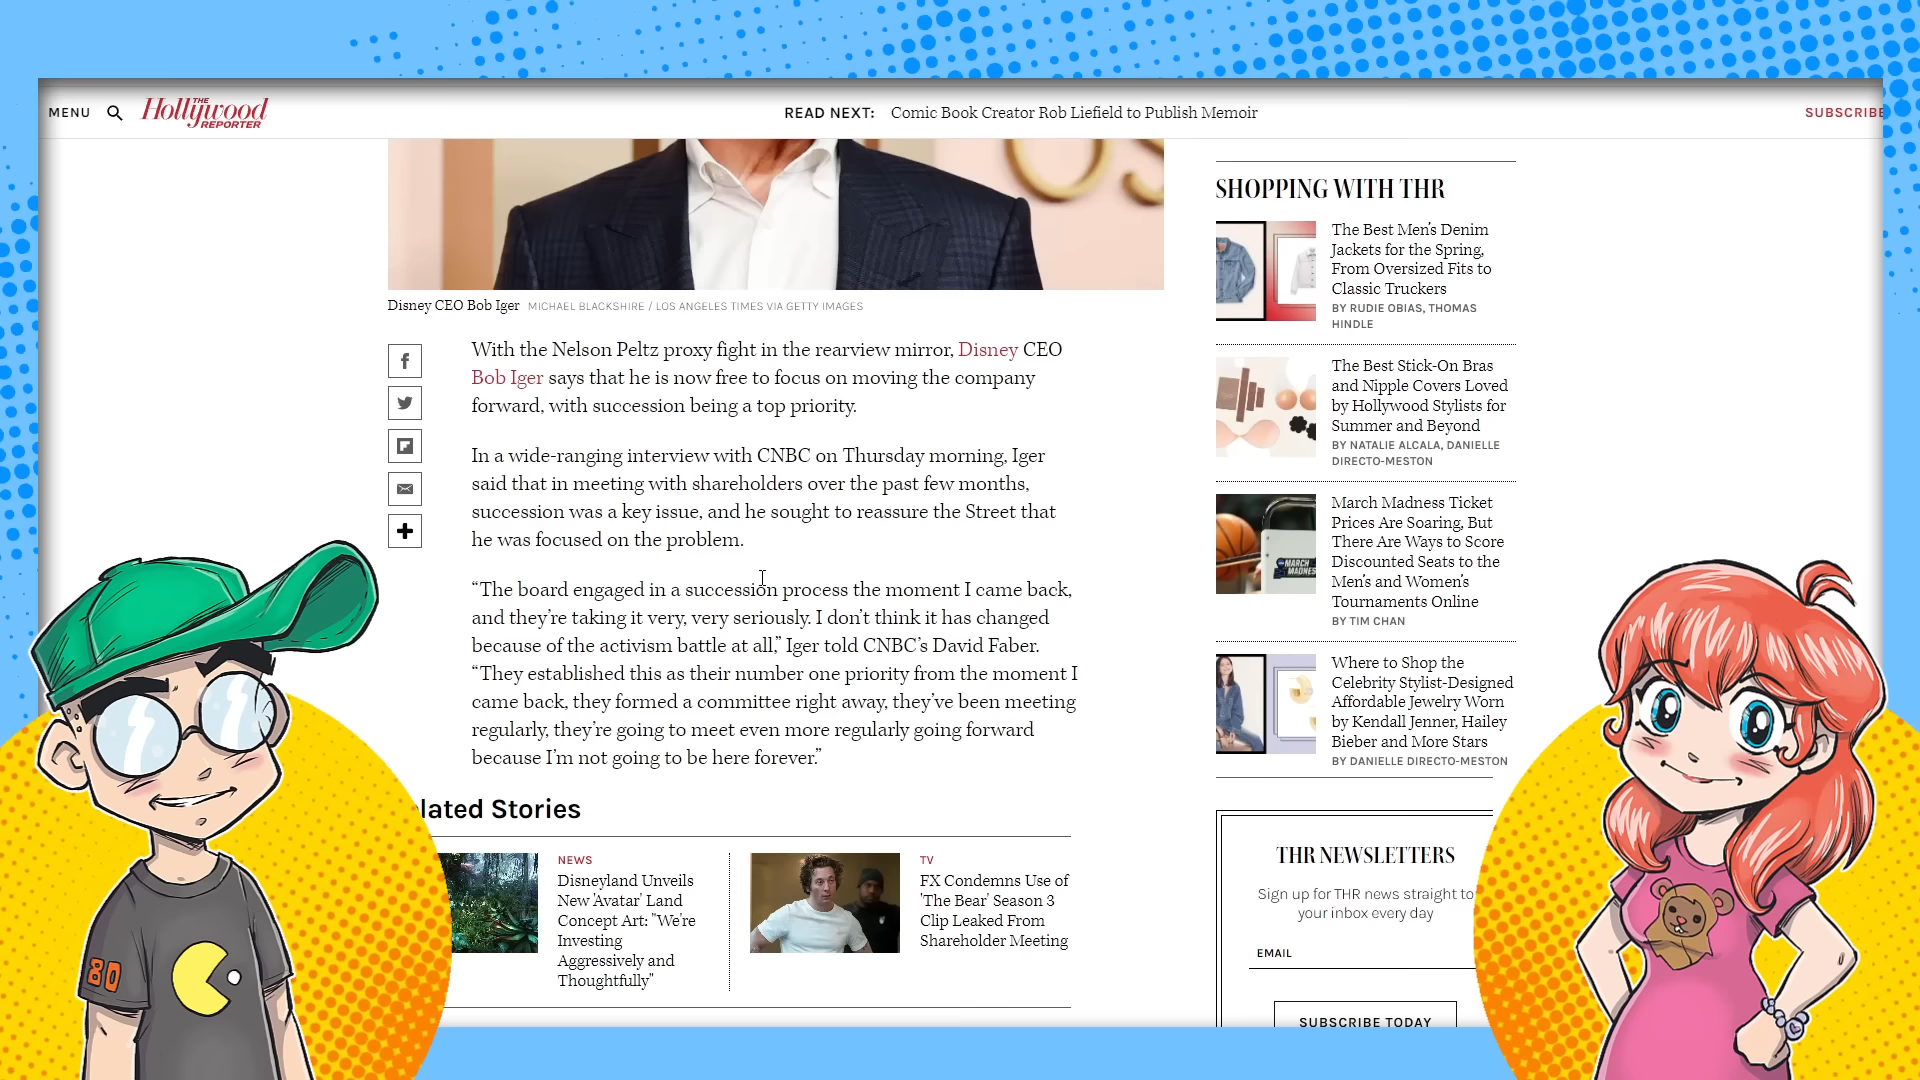 MENU
THE
Hollywood
REPORTER
READ NEXT: Comic Book Creator Rob Liefield to Publish Memoir
SUBSCRIBE
OS
Disney CEO Bob Iger MICHAEL BLACKSHIRE / LOS ANGELES TIMES VIA GETTY IMAGES
With the Nelson Peltz proxy fight in the rearview mirror, Disney CEO
Bob Iger says that he is now free to focus on moving the company
forward, with succession being a top priority.
In a wide-ranging interview with CNBC on Thursday morning, Iger
said that in meeting with shareholders over the past few months,
succession was a key issue, and he sought to reassure the Street that
he was focused on the problem.
“The board engaged in a succession process the moment I came back,
and they’re taking it very, very seriously. I don’t think it has changed
because of the activism battle at all,” Iger told CNBC’s David Faber.
“They established this as their number one priority from the moment I
came back, they formed a committee right away, they’ve been meeting
regularly, they’re going to meet even more regularly going forward
because I’m not going to be here forever.”
lated Stories
NEWS
Disneyland Unveils
New ‘Avatar’ Land
Concept Art: "We’re
Investing
Aggressively and
Thoughtfully"
TV
FX Condemns Use of
‘The Bear’ Season 3
Clip Leaked From
Shareholder Meeting
SHOPPING WITH THR
The Best Men’s Denim
Jackets for the Spring,
From Oversized Fits to
Classic Truckers
BY RUDIE OBIAS, THOMAS
HINDLE
The Best Stick-On Bras
and Nipple Covers Loved
by Hollywood Stylists for
Summer and Beyond
BY NATALIE ALCALA, DANIELLE
DIRECTO-MESTON
MARCH
MADNESS
March Madness Ticket
Prices Are Soaring, But
There Are Ways to Score
Discounted Seats to the
Men’s and Women’s
Tournaments Online
BY TIM CHAN
Where to Shop the
Celebrity Stylist-Designed
Affordable Jewelry Worn
by Kendall Jenner, Hailey
Bieber and More Stars
BY DANIELLE DIRECTO-MESTON
THR NEWSLETTERS
Sign up for THR news straight to
your inbox every day
EMAIL
SUBSCRIBE TODAY
80